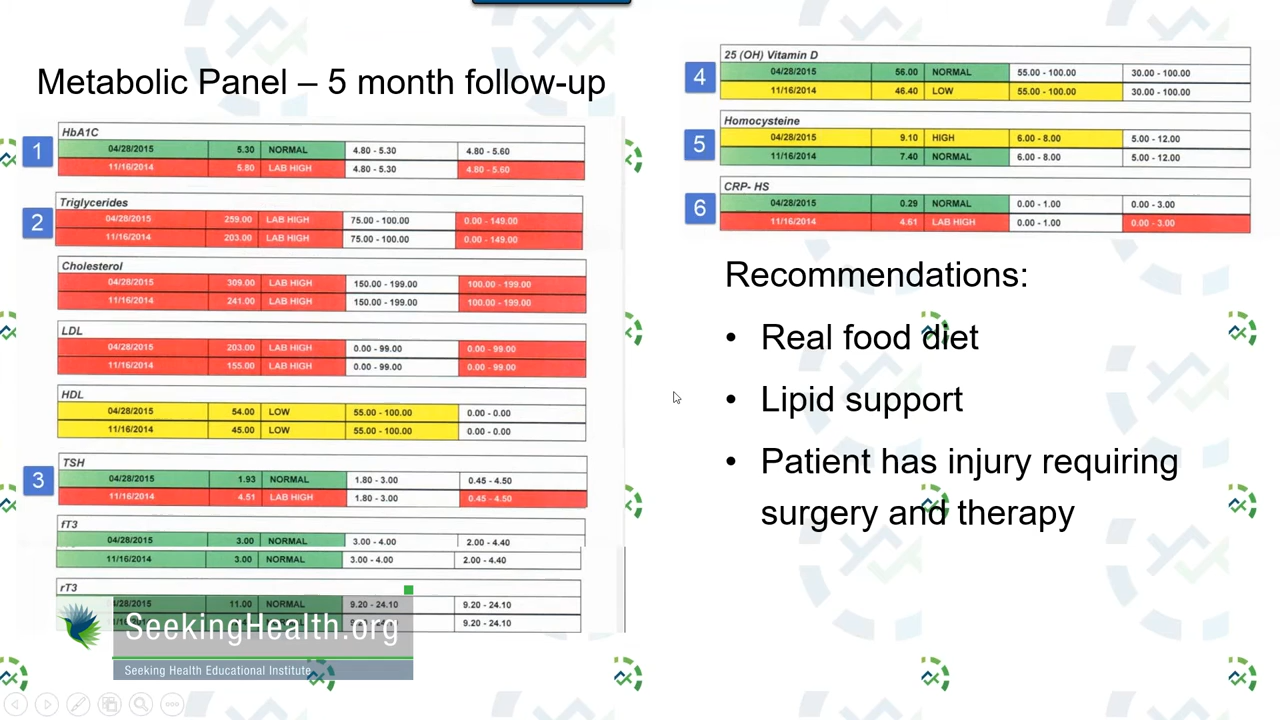 Metabolic Panel – 5 month follow-up
1
HbA1C
04/28/2015 5.30 NORMAL 4.80 - 5.30 4.80 - 5.60
11/16/2014 5.80 LAB HIGH 4.80 - 5.30 4.80 - 5.60
2
Triglycerides
04/28/2015 259.00 LAB HIGH 75.00 - 100.00 0.00 - 149.00
11/16/2014 203.00 LAB HIGH 75.00 - 100.00 0.00 - 149.00
Cholesterol
04/28/2015 309.00 LAB HIGH 150.00 - 199.00 100.00 - 199.00
11/16/2014 241.00 LAB HIGH 150.00 - 199.00 100.00 - 199.00
LDL
04/28/2015 203.00 LAB HIGH 0.00 - 99.00 0.00 - 99.00
11/16/2014 155.00 LAB HIGH 0.00 - 99.00 0.00 - 99.00
HDL
04/28/2015 54.00 LOW 55.00 - 100.00 0.00 - 0.00
11/16/2014 45.00 LOW 55.00 - 100.00 0.00 - 0.00
3
TSH
04/28/2015 1.93 NORMAL 1.80 - 3.00 0.45 - 4.50
11/16/2014 4.51 LAB HIGH 1.80 - 3.00 0.45 - 4.50
fT3
04/28/2015 3.00 NORMAL 3.00 - 4.00 2.00 - 4.40
11/16/2014 3.00 NORMAL 3.00 - 4.00 2.00 - 4.40
rT3
/28/2015 11.00 NORMAL 9.20 - 24.10 9.20 - 24.10
9.20 - 24.10
SeekingHealth.org
Seeking Health Educational Institute
4
25 (OH) Vitamin D
04/28/2015 56.00 NORMAL 55.00 - 100.00 30.00 - 100.00
11/16/2014 46.40 LOW 55.00 - 100.00 30.00 - 100.00
5
Homocysteine
04/28/2015 9.10 HIGH 6.00 - 8.00 5.00 - 12.00
11/16/2014 7.40 NORMAL 6.00 - 8.00 5.00 - 12.00
6
CRP- HS
04/28/2015 0.29 NORMAL 0.00 - 1.00 0.00 - 3.00
11/16/2014 4.61 LAB HIGH 0.00 - 1.00 0.00 - 3.00
Recommendations:
• Real food diet
• Lipid support
• Patient has injury requiring
surgery and therapy